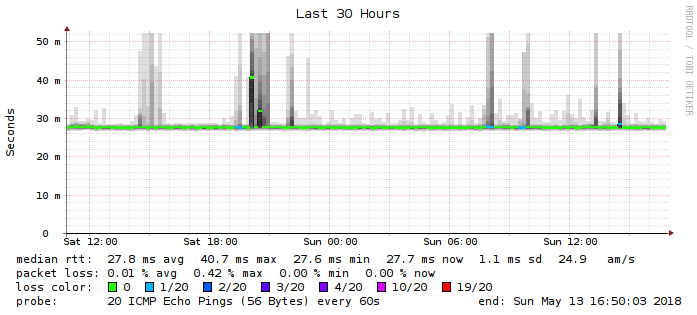 Last 30 Hours
RRDTOOL / TOBI OETIKER
Seconds
50 m
40 m
30 m
20 m
10 m
0
Sat 12:00 Sat 18:00 Sun 00:00 Sun 06:00 Sun 12:00
median rtt: 27.8 ms avg 40.7 ms max 27.6 ms min 27.7 ms now 1.1 ms sd 24.9 am/s
packet loss: 0.01 % avg 0.42 % max 0.00 % min 0.00 % now
loss color: 0 1/20 2/20 3/20 4/20 10/20 19/20
probe: 20 ICMP Echo Pings (56 Bytes) every 60s end: Sun May 13 16:50:03 2018